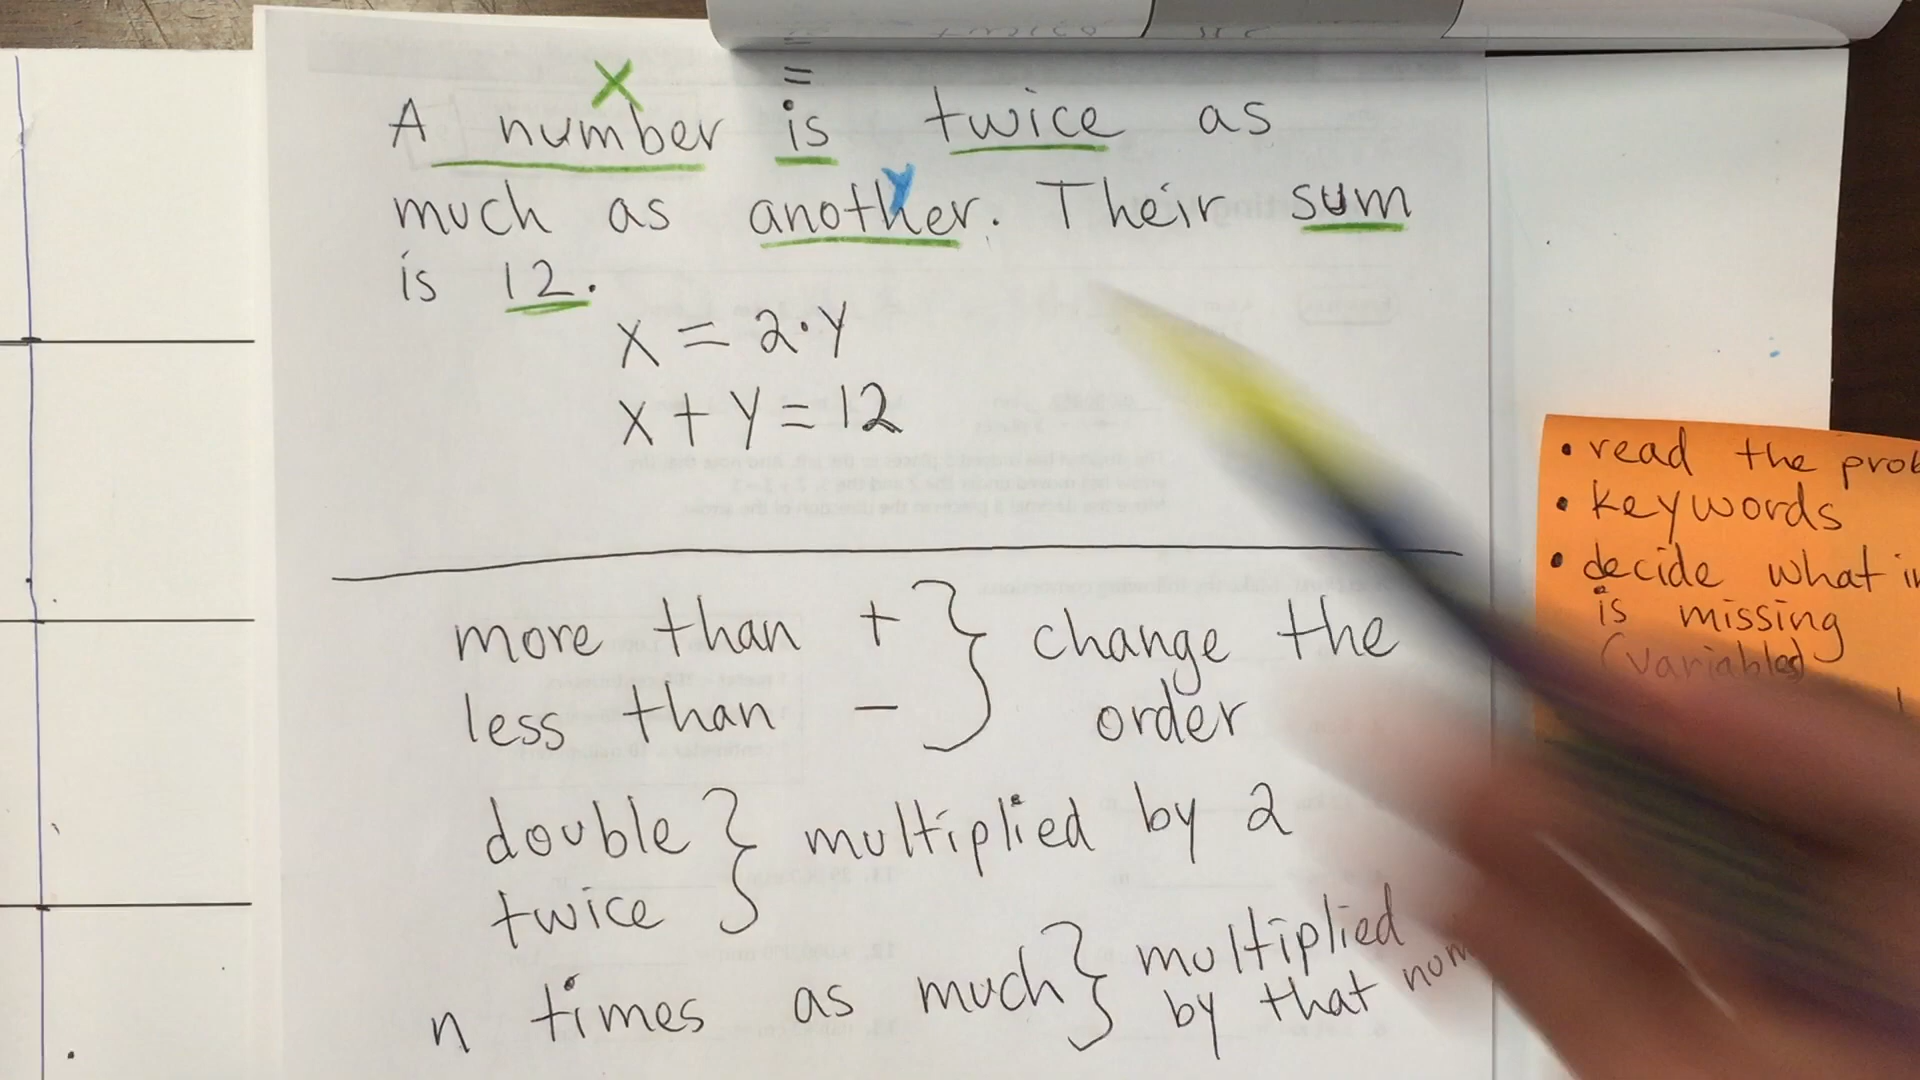 X =
A number is twice as
Y
much as another. Their sum
is 12.
X = 2·Y
X + Y = 12
more than + } change the
less than - } order
double } multiplied by 2
twice }
n times as much } multiplied
by that
• read the
• keywords
• decide what
is missing
(variables)